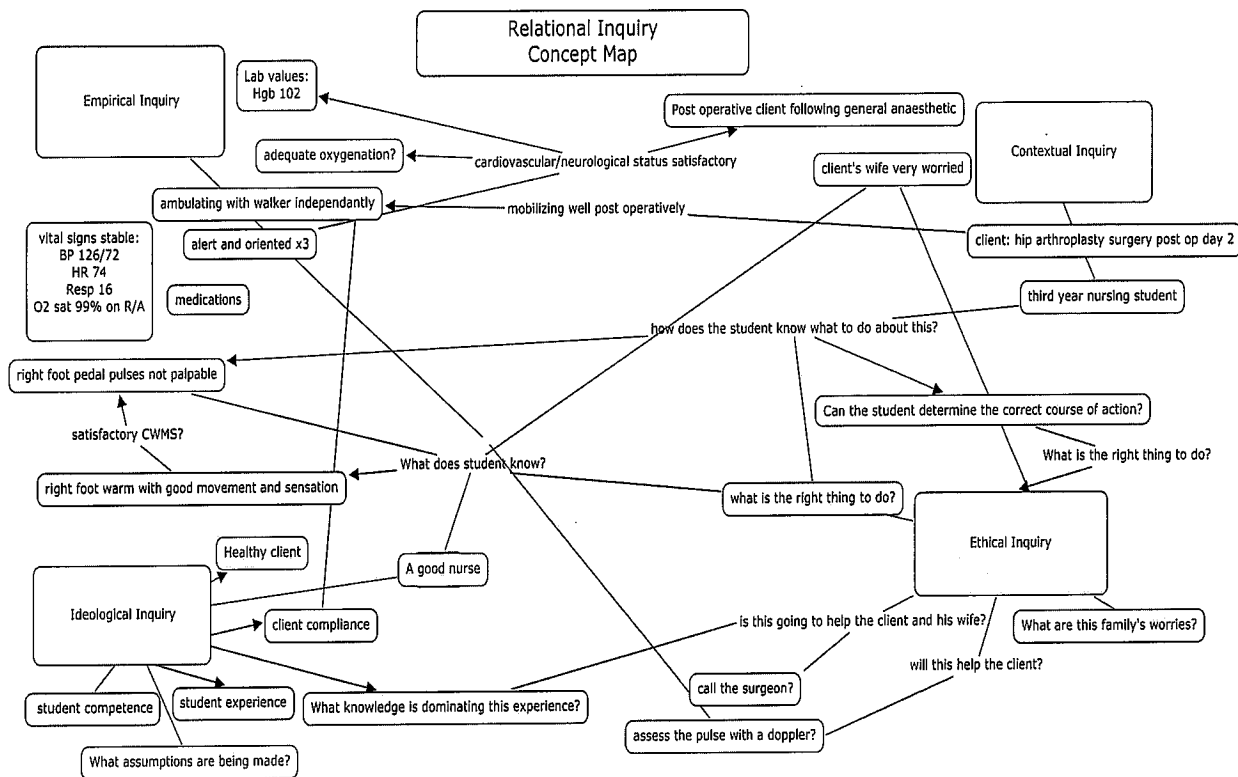 Relational Inquiry
Concept Map
Empirical Inquiry
Lab values:
Hgb 102
Post operative client following general anaesthetic
Contextual Inquiry
adequate oxygenation?
cardiovascular/neurological status satisfactory
client's wife very worried
ambulating with walker independantly
mobilizing well post operatively
alert and oriented x3
client: hip arthroplasty surgery post op day 2
vital signs stable:
BP 126/72
HR 74
Resp 16
O2 sat 99% on R/A
medications
third year nursing student
how does the student know what to do about this?
right foot pedal pulses not palpable
Can the student determine the correct course of action?
satisfactory CWMS?
What does student know?
What is the right thing to do?
right foot warm with good movement and sensation
what is the right thing to do?
Ethical Inquiry
Healthy client
A good nurse
Ideological Inquiry
client compliance
is this going to help the client and his wife?
What are this family's worries?
will this help the client?
call the surgeon?
student competence
student experience
What knowledge is dominating this experience?
assess the pulse with a doppler?
What assumptions are being made?